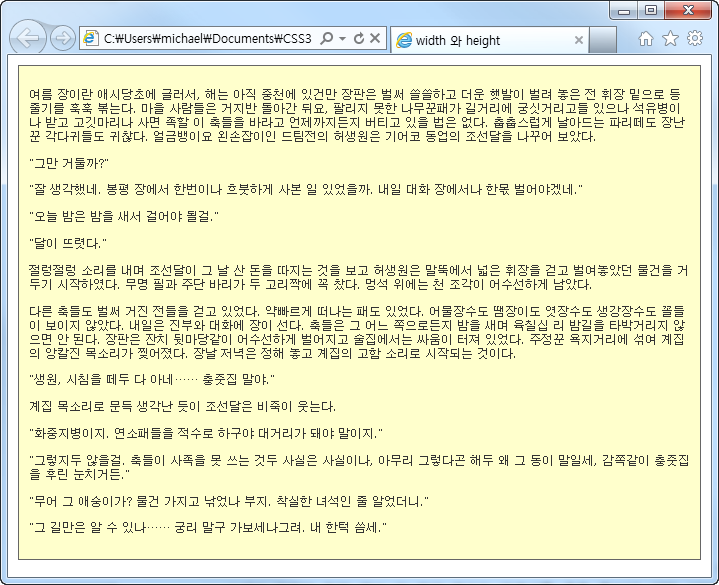 C:\Users\michael\Documents\CSS3
width 와 height
여름 장이란 애시당초에 글러서, 해는 아직 중천에 있건만 장판은 벌써 쓸쓸하고 더운 햇발이 벌려 놓은 전 휘장 밑으로 등
줄기를 훅훅 볶는다. 마을 사람들은 거지반 돌아간 뒤요, 팔리지 못한 나무꾼패가 길거리에 궁싯거리고들 있으나 석유병이
나 받고 고깃마리나 사면 족할 이 축들을 바라고 언제까지든지 버티고 있을 법은 없다. 춥춥스럽게 날아드는 파리떼도 장난
꾼 각다귀들도 귀찮다. 얼금뱅이요 왼손잡이인 드팀전의 허생원은 기어코 동업의 조선달을 나꾸어 보았다.
"그만 거둘까?"
"잘 생각했네. 봉평 장에서 한번이나 흐붓하게 사본 일 있었을까. 내일 대화 장에서나 한몫 벌어야겠네."
"오늘 밤은 밤을 새서 걸어야 될걸."
"달이 뜨렷다."
절렁절렁 소리를 내며 조선달이 그 날 산 돈을 따지는 것을 보고 허생원은 말뚝에서 넓은 휘장을 걷고 벌여놓았던 물건을 거
두기 시작하였다. 무명 필과 주단 바리가 두 고리짝에 꼭 찼다. 멍석 위에는 천 조각이 어수선하게 남았다.
다른 축들도 벌써 거진 전들을 걷고 있었다. 약빠르게 떠나는 패도 있었다. 어물장수도 땜장이도 엿장수도 생강장수도 꼴들
이 보이지 않았다. 내일은 진부와 대화에 장이 선다. 축들은 그 어느 쪽으로든지 밤을 새며 육칠십 리 밤길을 타박거리지 않
으면 안 된다. 장판은 잔치 뒷마당같이 어수선하게 벌어지고 술집에서는 싸움이 터져 있었다. 주정꾼 욕지거리에 섞여 계집
의 앙칼진 목소리가 찢어졌다. 장날 저녁은 정해 놓고 계집의 고함 소리로 시작되는 것이다.
"생원, 시침을 떼두 다 아네…… 충줏집 말야."
계집 목소리로 문득 생각난 듯이 조선달은 비죽이 웃는다.
"화중지병이지. 연소패들을 적수로 하구야 대거리가 돼야 말이지."
"그렇지두 않을걸. 축들이 사족을 못 쓰는 것두 사실은 사실이나, 아무리 그렇다곤 해두 왜 그 동이 말일세, 감쪽같이 충줏집
을 후린 눈치거든."
"무어 그 애숭이가? 물건 가지고 낚었나 부지. 착실한 녀석인 줄 알았더니."
"그 길만은 알 수 있나…… 궁리 말구 가보세나그려. 내 한턱 씀세."